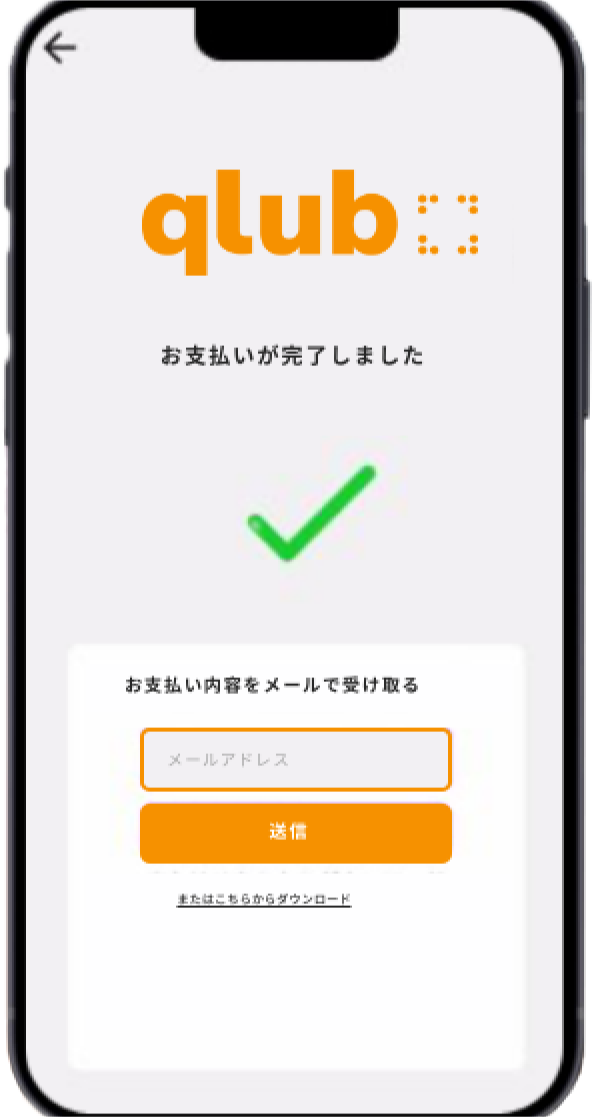 qlub
お支払いが完了しました
お支払い内容をメールで受け取る
メールアドレス
送信
またはこちらからダウンロード